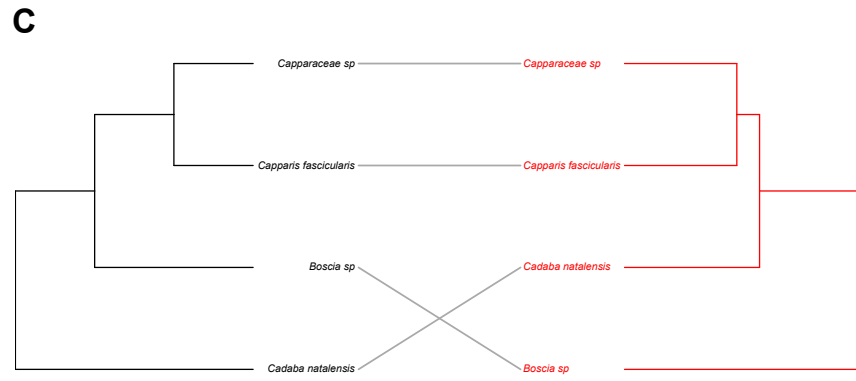 C
Capparaceae sp Capparaceae sp
Capparis fascicularis Capparis fascicularis
Boscia sp Cadaba natalensis
Cadaba natalensis Boscia sp